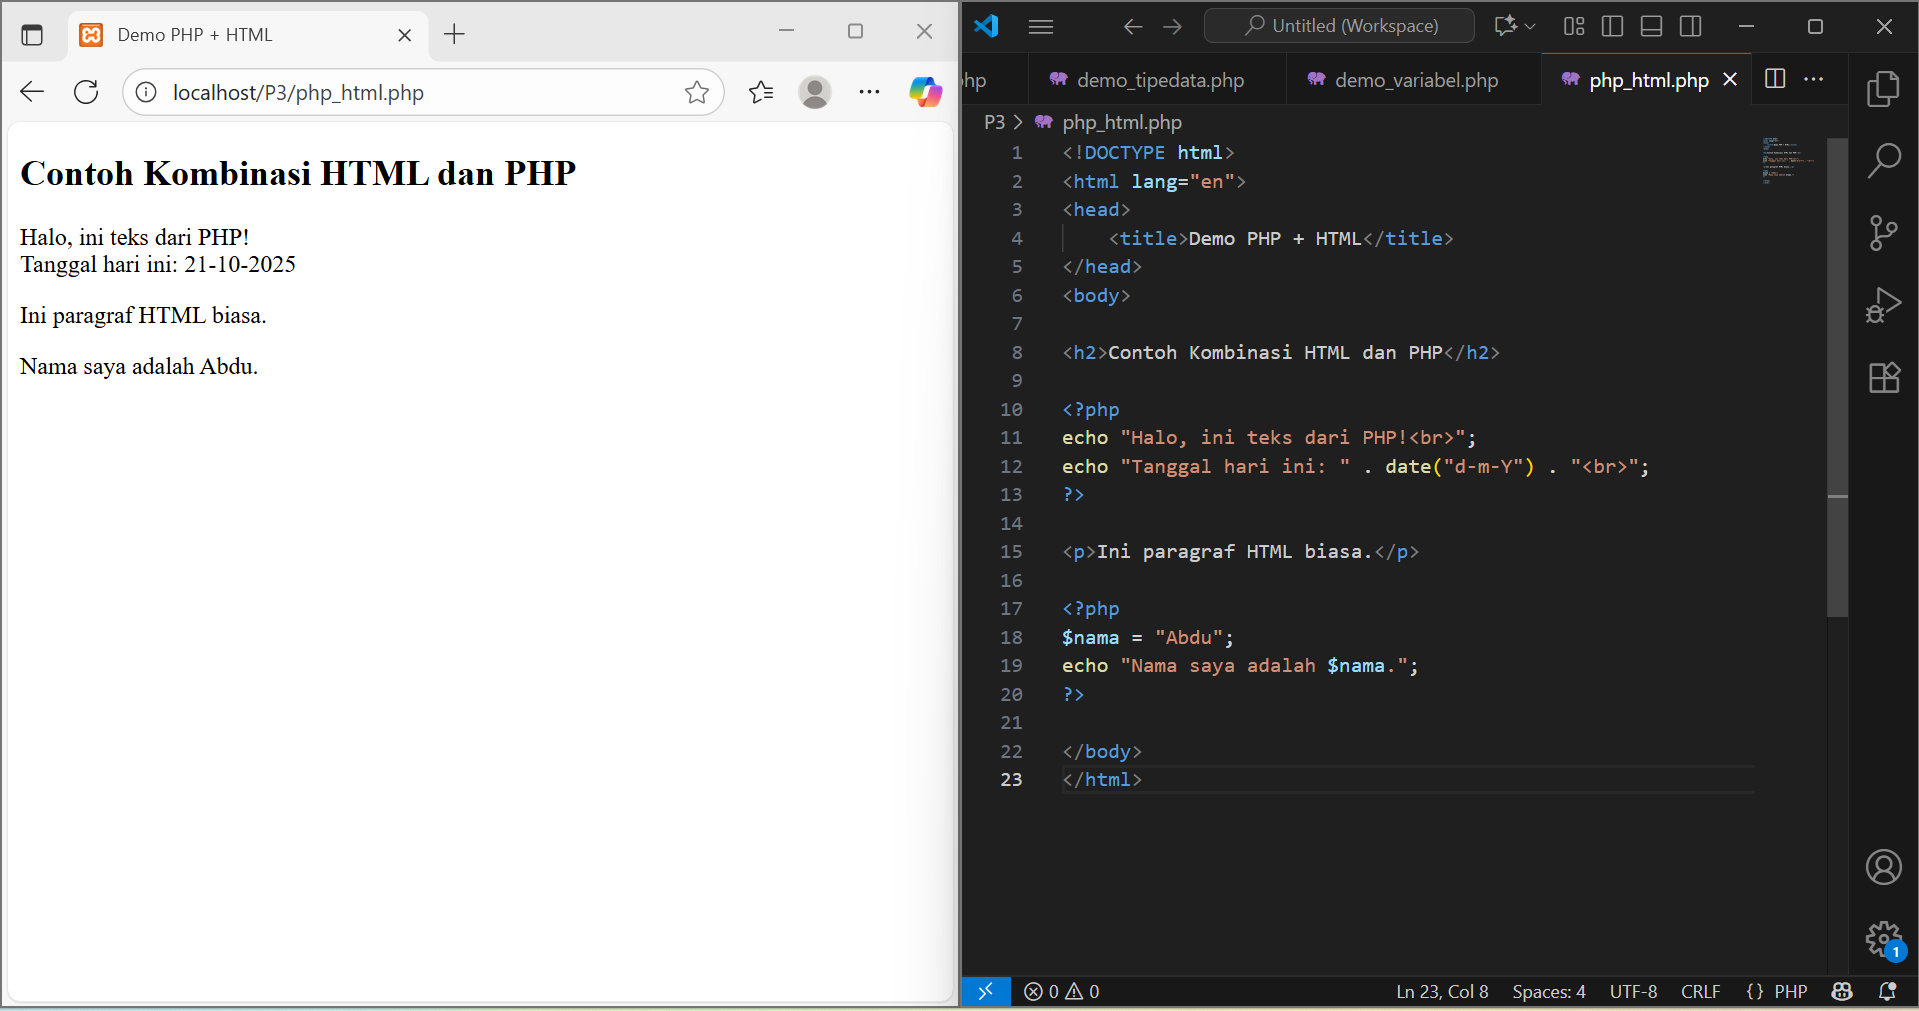 Demo PHP + HTML
localhost/P3/php_html.php
Contoh Kombinasi HTML dan PHP
Halo, ini teks dari PHP!
Tanggal hari ini: 21-10-2025
Ini paragraf HTML biasa.
Nama saya adalah Abdu.
Untitled (Workspace)
hp demo_tipedata.php demo_variabel.php php_html.php
P3 > php_html.php
1 <!DOCTYPE html>
2 <html lang="en">
3 <head>
4     <title>Demo PHP + HTML</title>
5 </head>
6 <body>
7
8 <h2>Contoh Kombinasi HTML dan PHP</h2>
9
10 <?php
11 echo "Halo, ini teks dari PHP!<br>";
12 echo "Tanggal hari ini: " . date("d-m-Y") . "<br>";
13 ?>
14
15 <p>Ini paragraf HTML biasa.</p>
16
17 <?php
18 $nama = "Abdu";
19 echo "Nama saya adalah $nama.";
20 ?>
21
22 </body>
23 </html>
1
0 0 Ln 23, Col 8 Spaces: 4 UTF-8 CRLF {} PHP